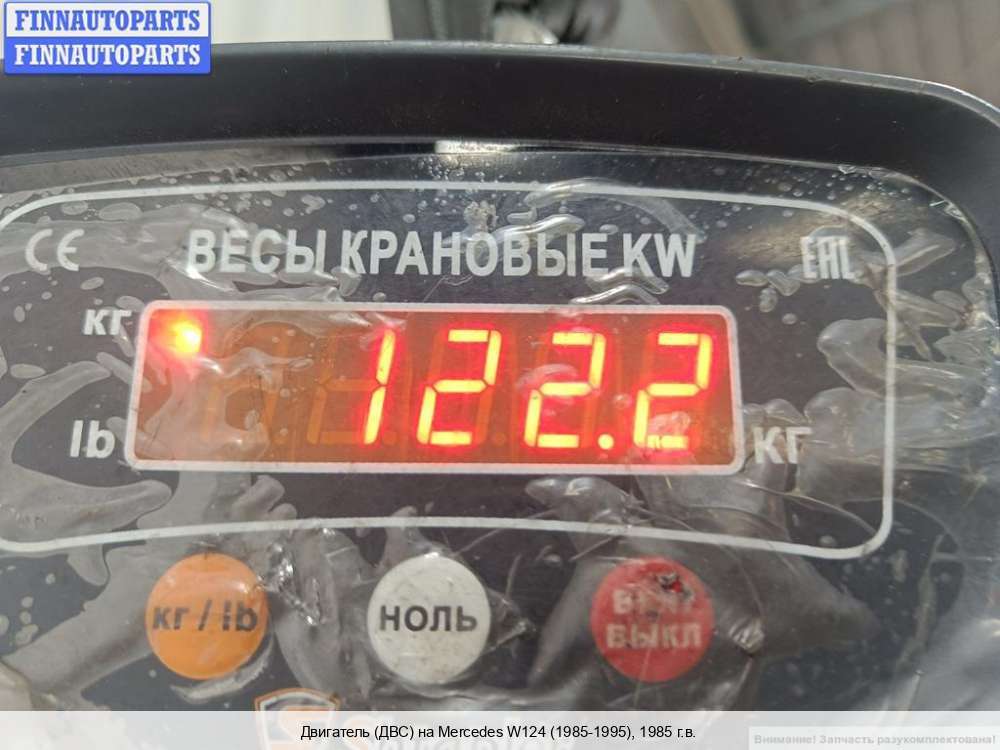 FINNAUTOPARTS
FINNAUTOPARTS
CE ВЕСЫ КРАНОВЫЕ KW EAC
кг
122.2
lb кг
кг / lb НОЛЬ ВКЛ ВЫКЛ
Двигатель (ДВС) на Mercedes W124 (1985-1995), 1985 г.в.
Внимание! Запчасть разукомплектована!